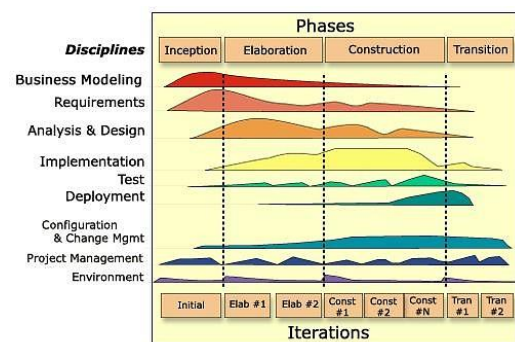 Phases
Disciplines
Inception Elaboration Construction Transition
Business Modeling
Requirements
Analysis & Design
Implementation
Test
Deployment
Configuration
& Change Mgmt
Project Management
Environment
Initial Elab #1 Elab #2 Const #1 Const #2 Const #N Tran #1 Tran #2
Iterations